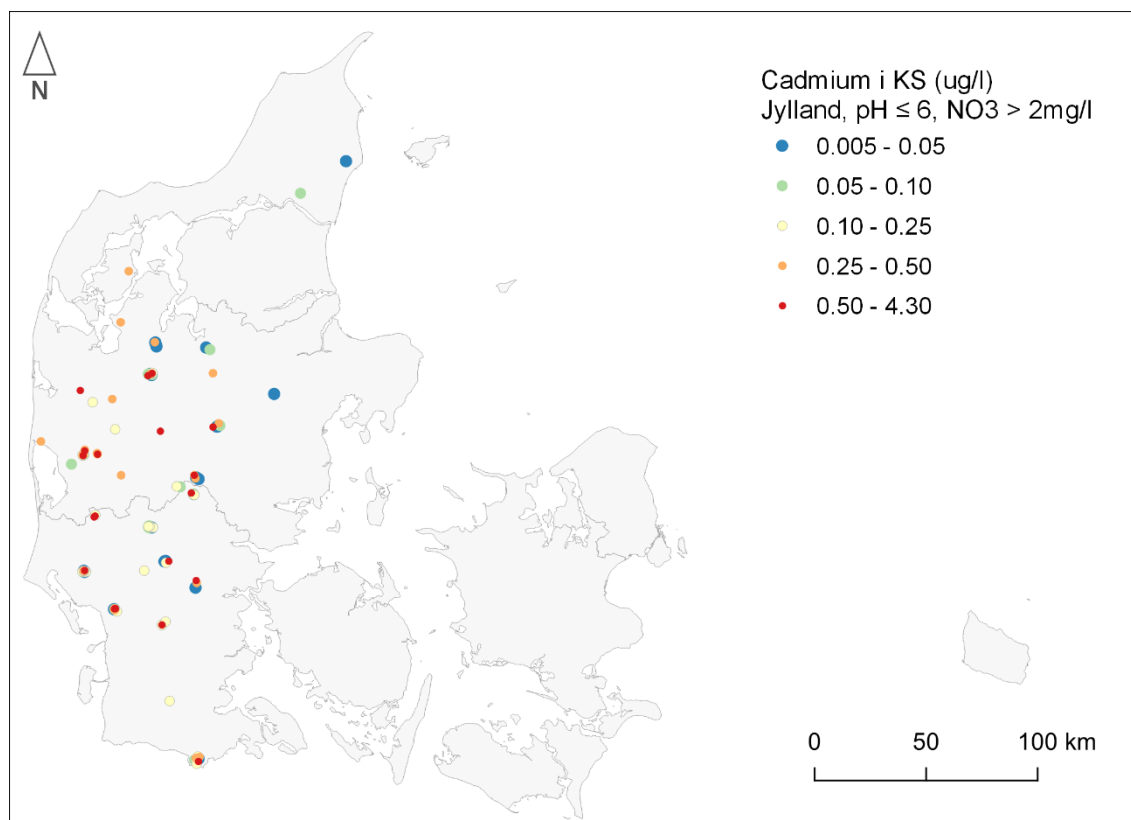 N
Cadmium i KS (ug/l)
Jylland, pH ≤ 6, NO3 > 2mg/l
0.005 - 0.05
0.05 - 0.10
0.10 - 0.25
0.25 - 0.50
0.50 - 4.30
0 50 100 km